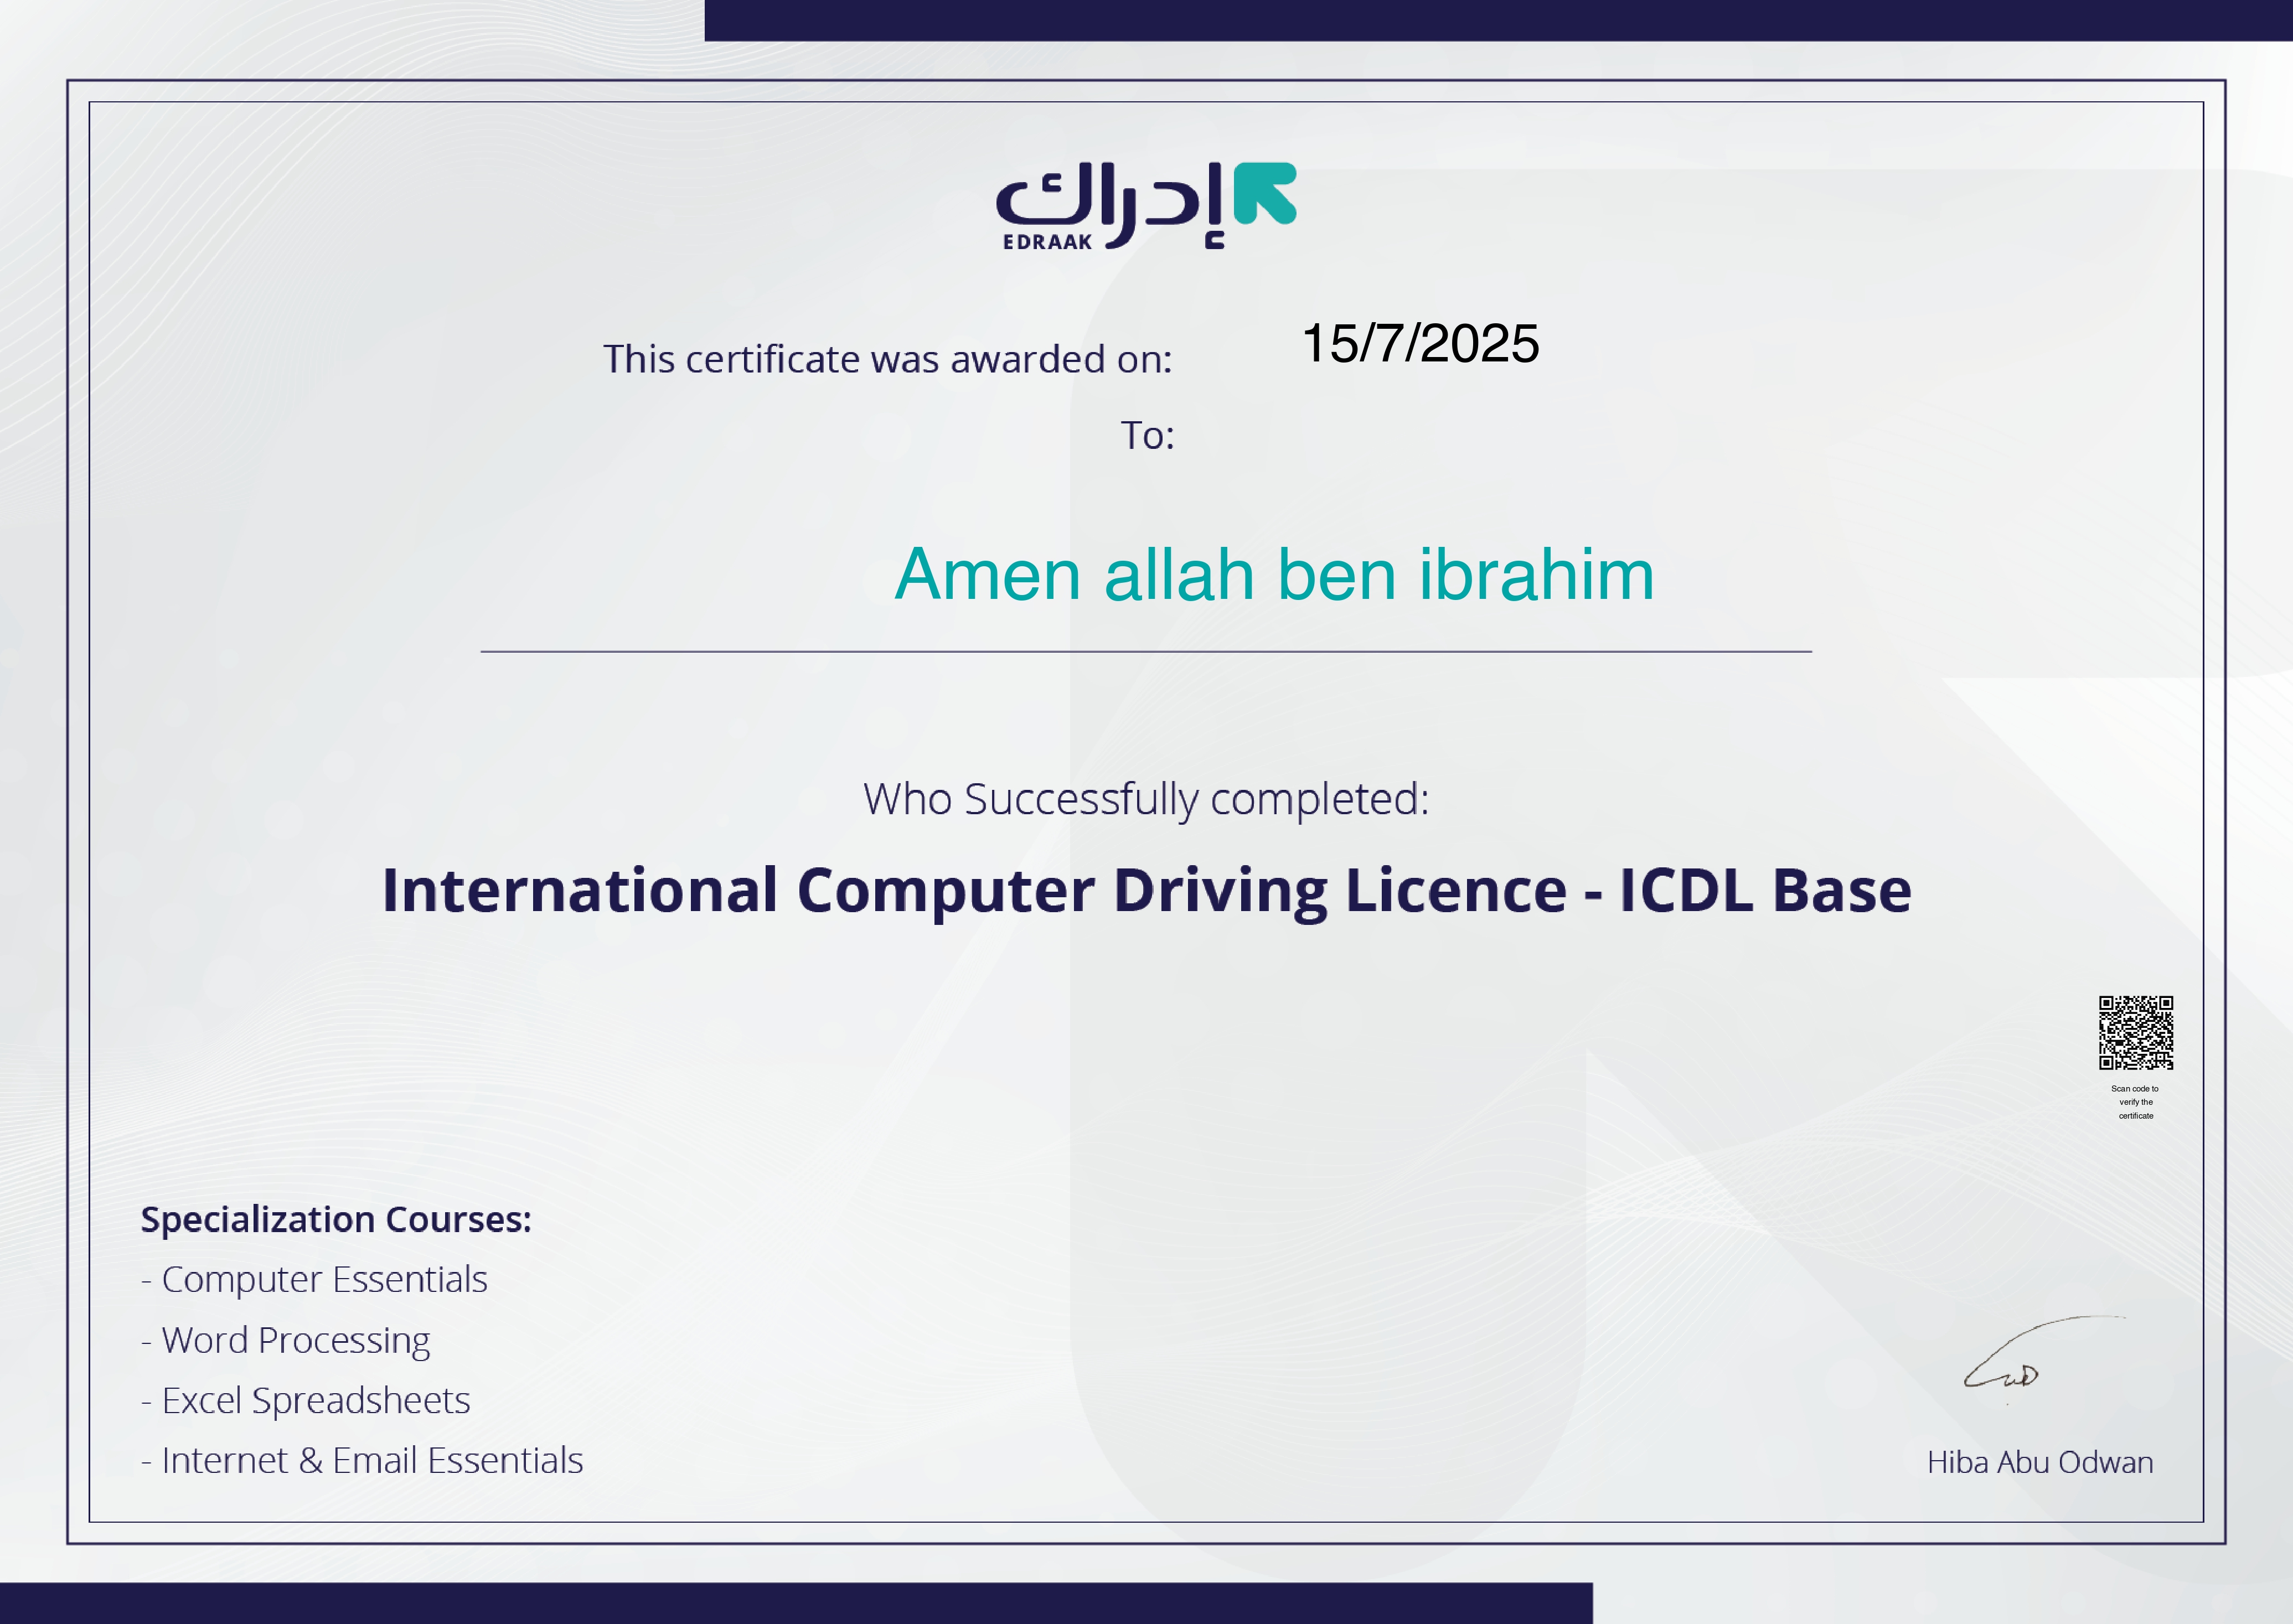 إدراك
EDRAAK
This certificate was awarded on: 15/7/2025
To:
Amen allah ben ibrahim
Who Successfully completed:
International Computer Driving Licence - ICDL Base
Scan code to
verify the
certificate
Specialization Courses:
- Computer Essentials
- Word Processing
- Excel Spreadsheets
- Internet & Email Essentials
Hiba Abu Odwan